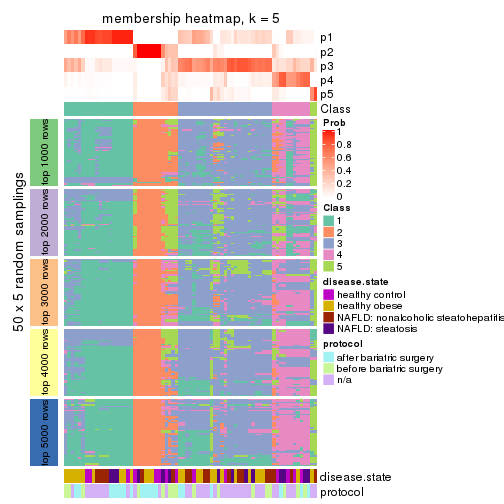 membership heatmap, k = 5
p1
p2
p3
p4
p5
Class
50 x 5 random samplings
top 1000 rows
top 2000 rows
top 3000 rows
top 4000 rows
top 5000 rows
disease.state
protocol
Prob
1
0.8
0.6
0.4
0.2
0
Class
1
2
3
4
5
disease.state
healthy control
healthy obese
NAFLD: nonalcoholic steatohepatitis
NAFLD: steatosis
protocol
after bariatric surgery
before bariatric surgery
n/a